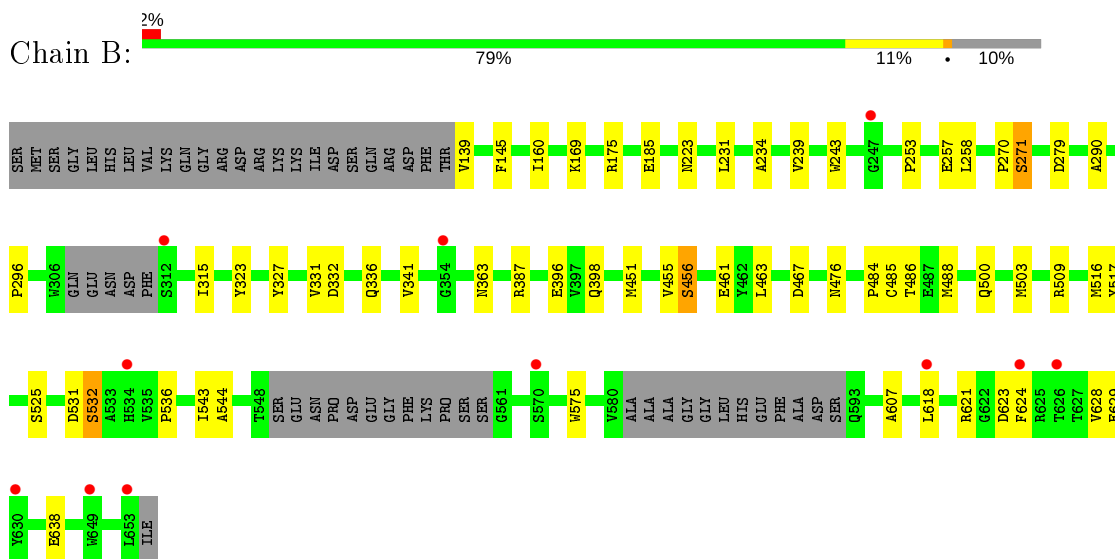 2%
Chain B:
79% 11% • 10%
SER MET SER GLY LEU HIS LEU VAL LYS GLN GLY ARG ASP ARG LYS LYS ILE ASP SER GLN ARG ASP PHE THR V139 F145 I160 K169 R175 E185 N223 L231 A234 V239 W243 G247 P253 E257 L258 P270 S271 D279 A290
P296 W306 GLN GLU ASN ASP PHE S312 I315 Y323 Y327 V331 D332 Q336 V341 G354 N363 R387 E396 V397 Q398 M451 V455 S456 E461 Y462 L463 D467 N476 P484 C485 T486 E487 M488 Q500 M503 R509 M516 Y517
S525 D531 S532 A533 H534 V535 P536 I543 A544 T548 SER GLU ASN PRO ASP GLU GLY PHE LYS PRO SER SER G561 S570 W575 V580 ALA ALA ALA GLY GLY LEU HIS GLU PHE ALA ASP SER Q593 A607 L618 R621 G622 D623 F624 R625 T626 T627 V628
Y630 E638 W649 L653 ILE